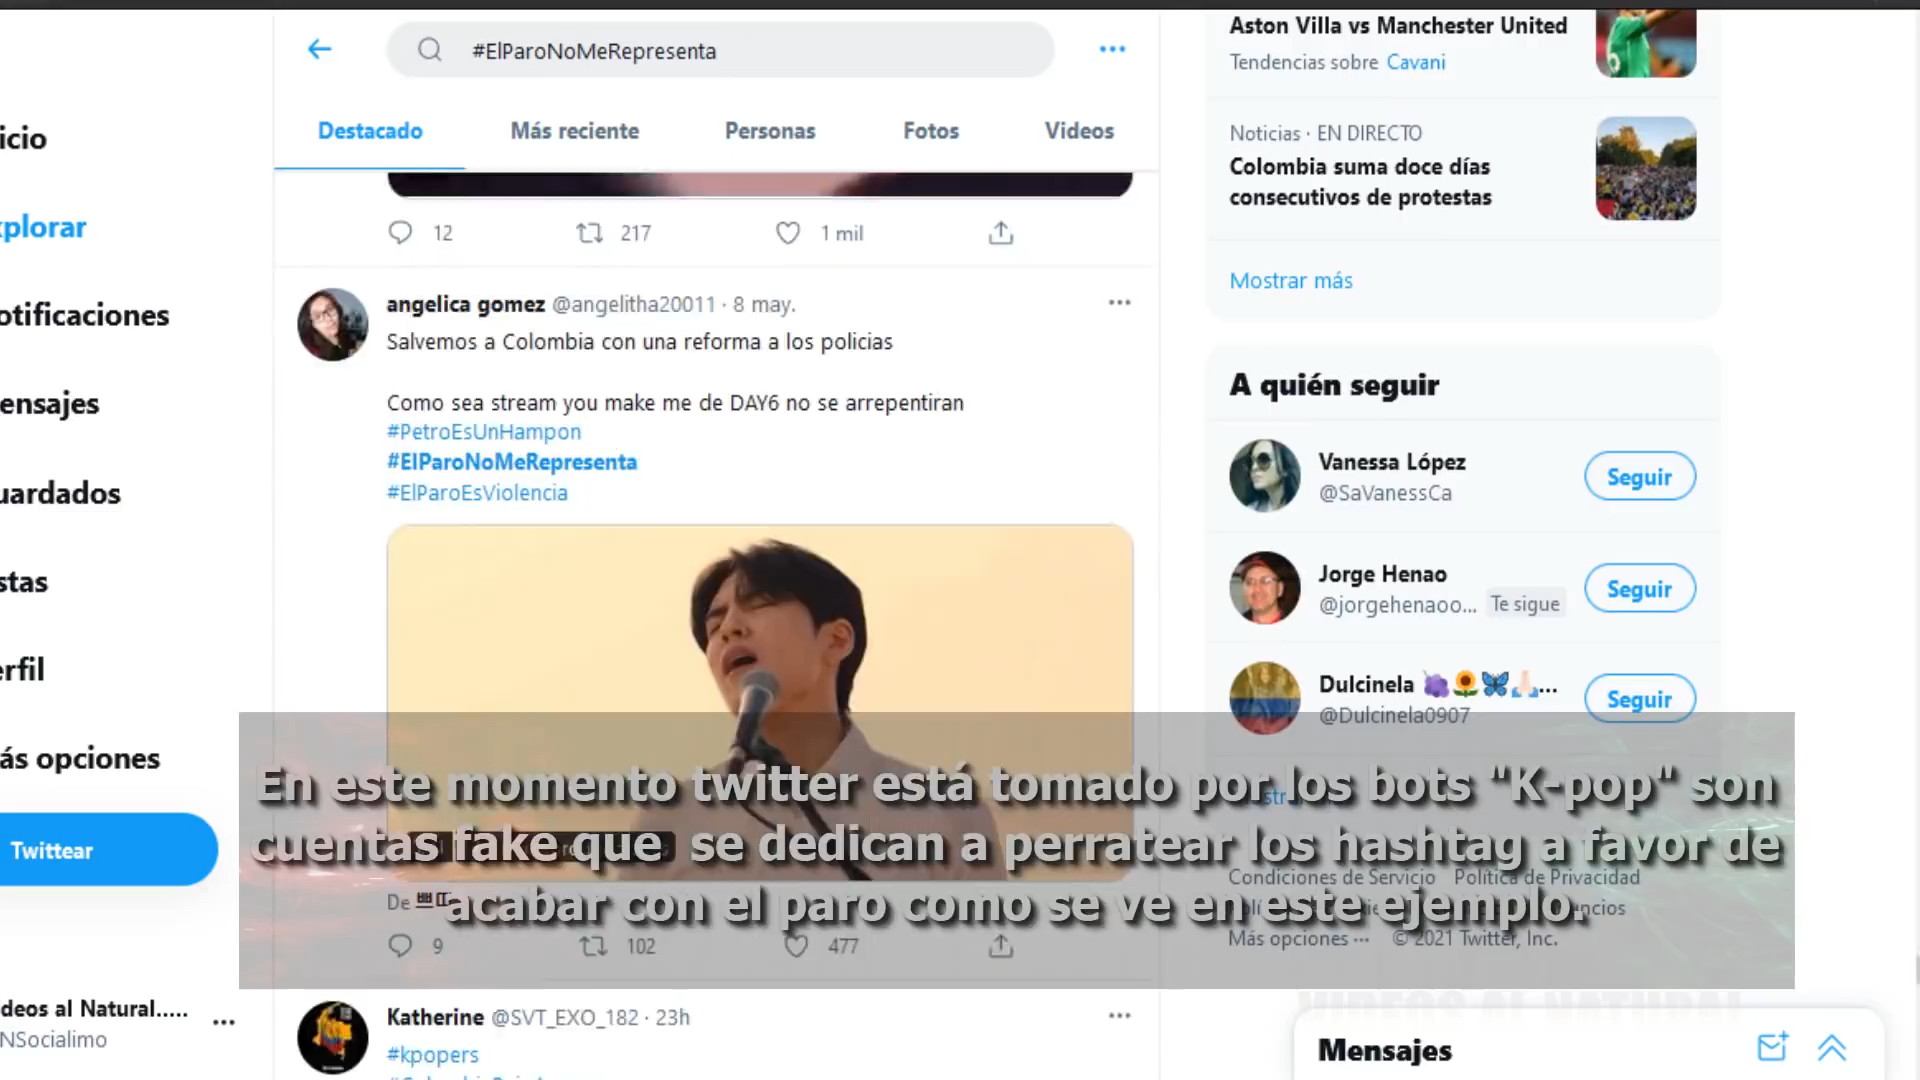 #ElParoNoMeRepresenta
Destacado
Más reciente
Personas
Fotos
Videos
12
217
1 mil
angelica gomez @angelitha20011 · 8 may.
Salvemos a Colombia con una reforma a los policias
Como sea stream you make me de DAY6 no se arrepentiran
#PetroEsUnHampon
#ElParoNoMeRepresenta
#ElParoEsViolencia
De
9
102
477
Katherine @SVT_EXO_182 · 23h
#kpopers
icio
xplorar
otificaciones
ensajes
uardados
stas
erfil
ás opciones
Twittear
deos al Natural.....
NSocialimo
Aston Villa vs Manchester United
Tendencias sobre Cavani
Noticias · EN DIRECTO
Colombia suma doce días
consecutivos de protestas
Mostrar más
A quién seguir
Vanessa López
@SaVanessCa
Seguir
Jorge Henao
@jorgehenaoo... Te sigue
Seguir
Dulcinela 🍇🌻🦋🙏🏻...
@Dulcinela0907
Seguir
Condiciones de Servicio Política de Privacidad
Más opciones ··· © 2021 Twitter, Inc.
En este momento twitter está tomado por los bots "K-pop" son
cuentas fake que se dedican a perratear los hashtag a favor de
acabar con el paro como se ve en este ejemplo.
VIDEOS AL NATURAL
Mensajes